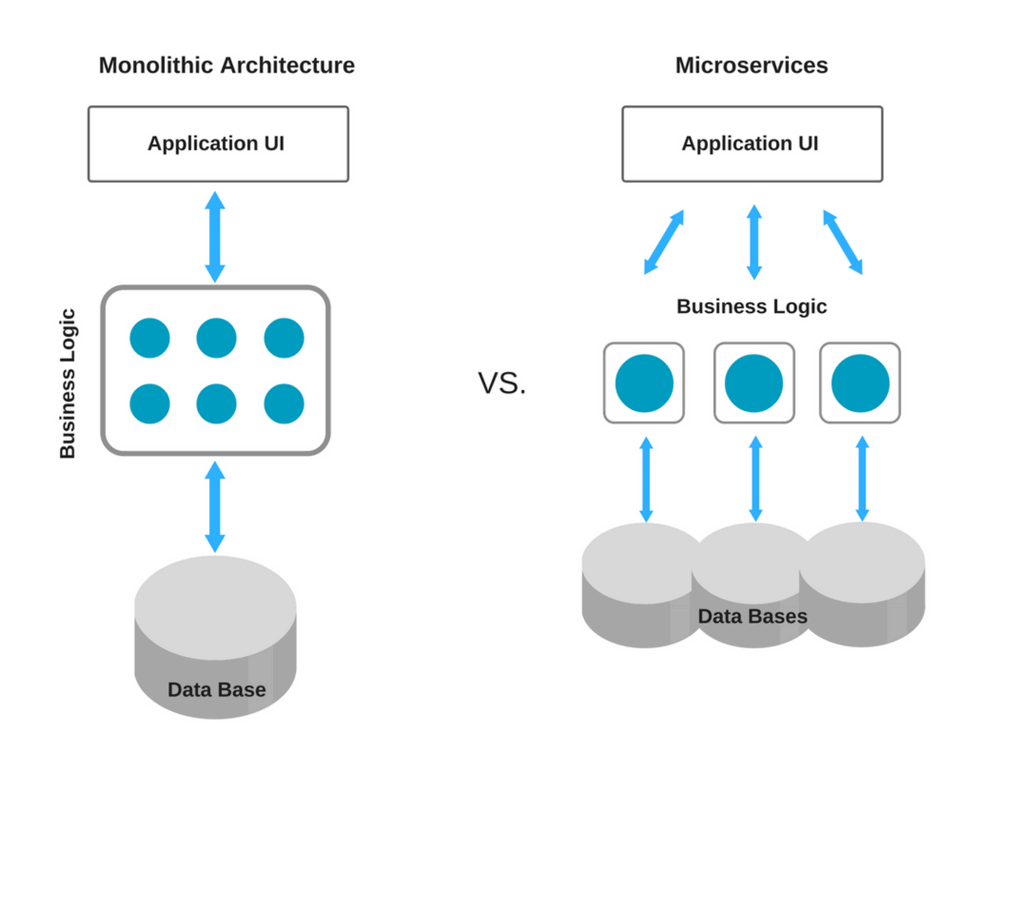 Monolithic Architecture
Application UI
Business Logic
Data Base
VS.
Microservices
Application UI
Business Logic
Data Bases